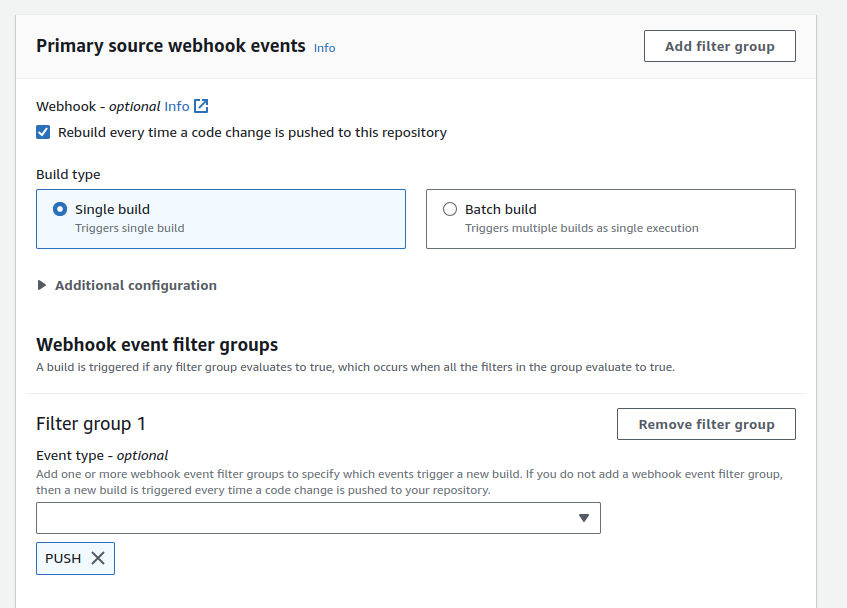 Primary source webhook events Info
Add filter group
Webhook - optional Info
Rebuild every time a code change is pushed to this repository
Build type
Single build
Triggers single build
Batch build
Triggers multiple builds as single execution
Additional configuration
Webhook event filter groups
A build is triggered if any filter group evaluates to true, which occurs when all the filters in the group evaluate to true.
Filter group 1
Remove filter group
Event type - optional
Add one or more webhook event filter groups to specify which events trigger a new build. If you do not add a webhook event filter group,
then a new build is triggered every time a code change is pushed to your repository.
PUSH